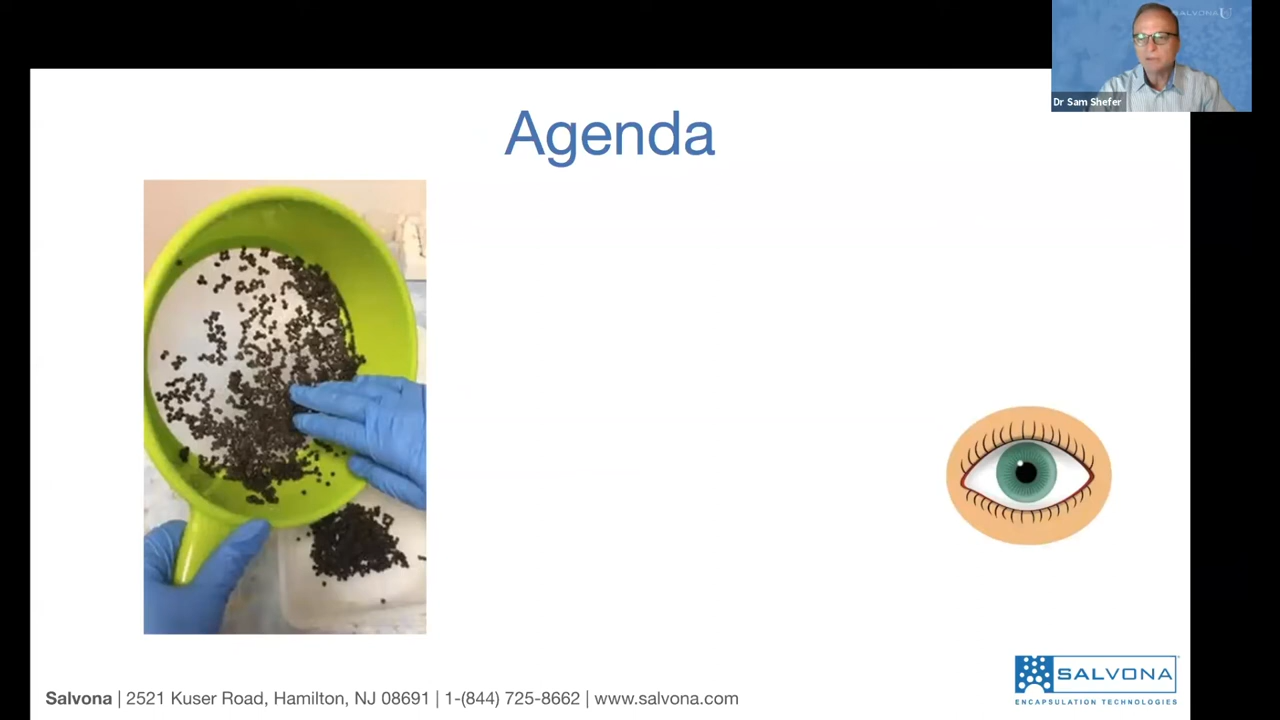 SALVONA
Dr Sam Shefer
Agenda
SALVONA
ENCAPSULATION TECHNOLOGIES
Salvona | 2521 Kuser Road, Hamilton, NJ 08691 | 1-(844) 725-8662 | www.salvona.com